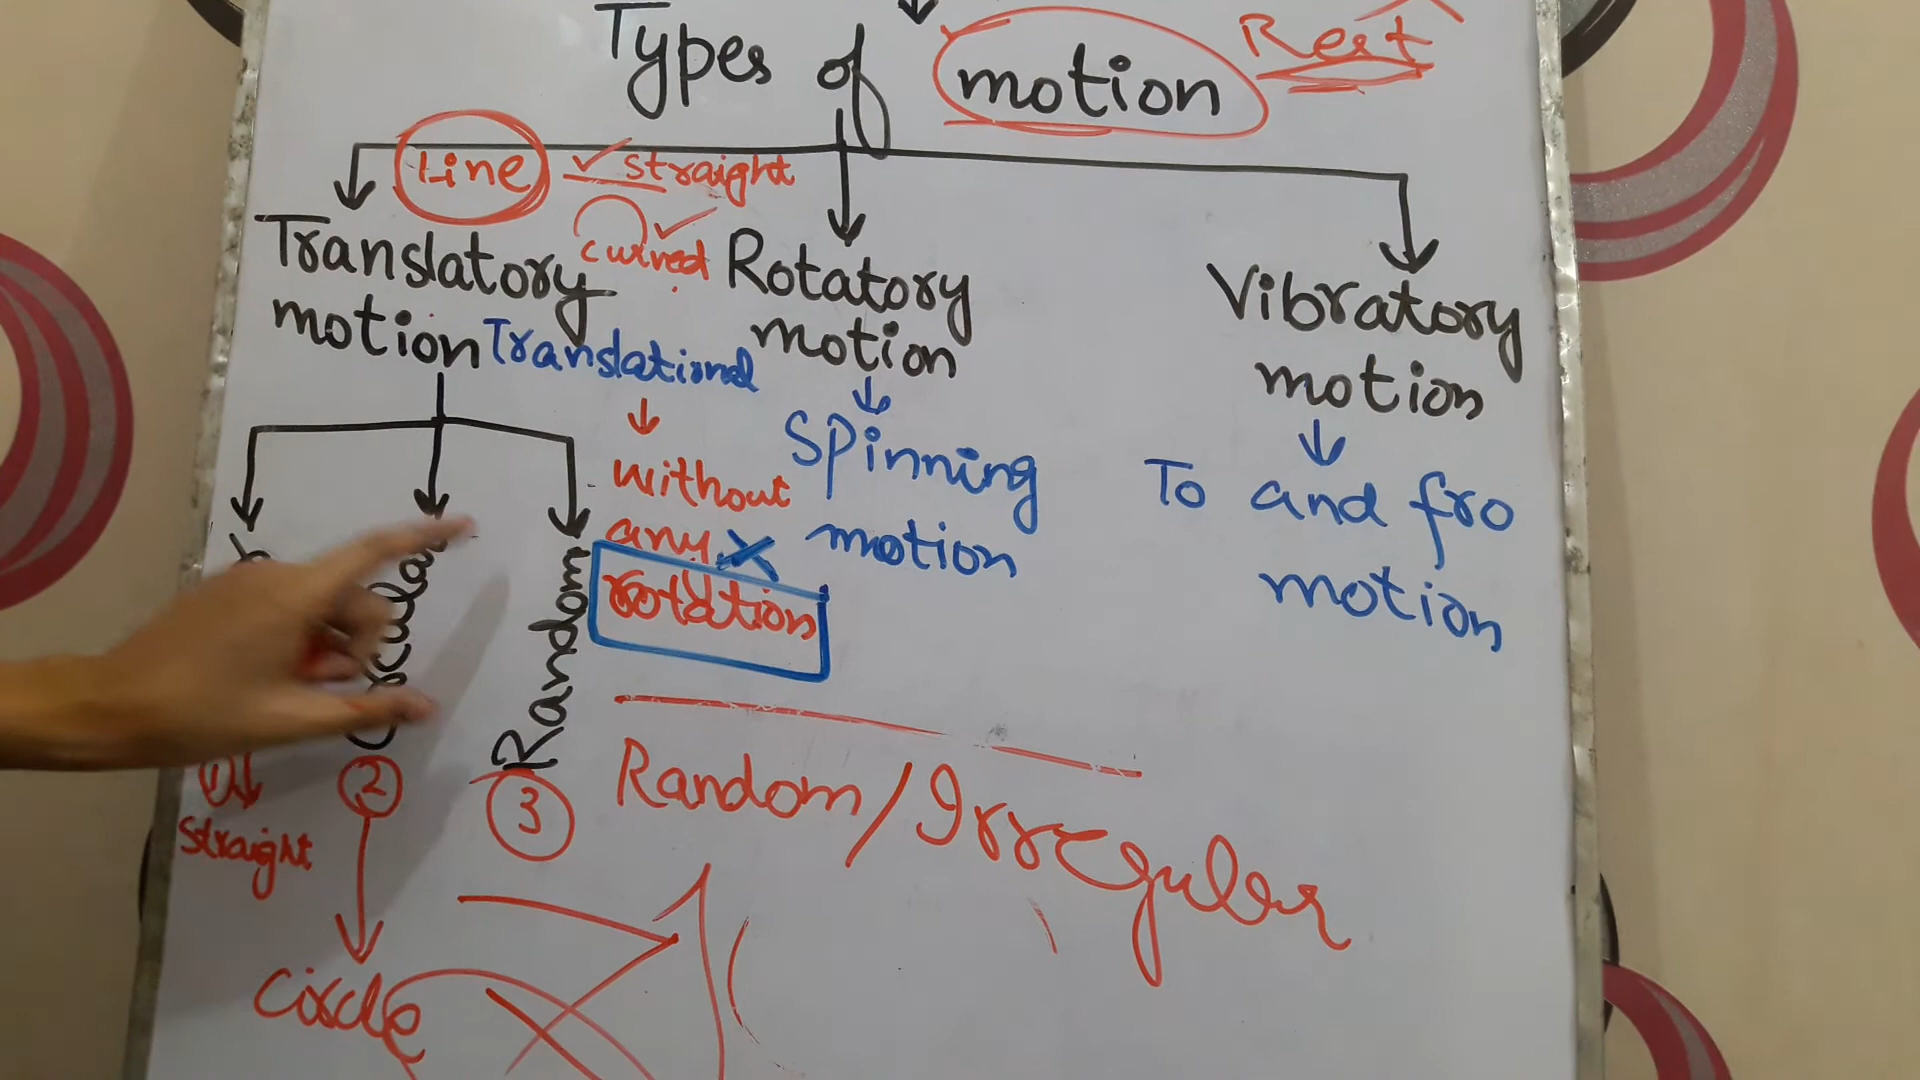 Types of motion
Rest
Line
straight
curved
Translatory
motion
Translational
without
any
rotation
Rotatory
motion
Spinning
motion
Vibratory
motion
To and fro
motion
Random
1
straight
2
circle
3
Random/Irregular